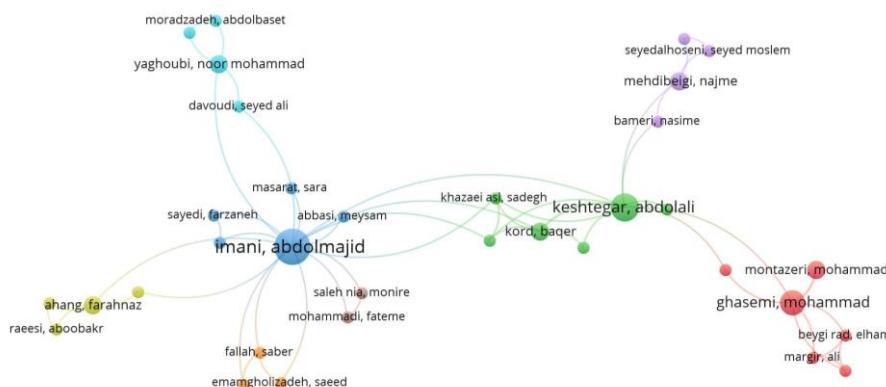 moradzadeh, abdolbaset
yaghoubi, noor mohammad
davoudi, seyed ali
seyedalhoseni, seyed moslem
mehdibeigi, najme
bameri, nasime
masarat, sara
khazaei asl, sadegh
keshtegar, abdolali
sayedi, farzaneh
abbasi, meysam
kord, baqer
imani, abdolmajid
montazeri, mohammad
saleh nia, monire
ahang, farahnaz
ghasemi, mohammad
mohammadi, fateme
raeesi, aboobakr
beygi rad, elham
fallah, saber
margir, ali
emamgholizadeh, saeed